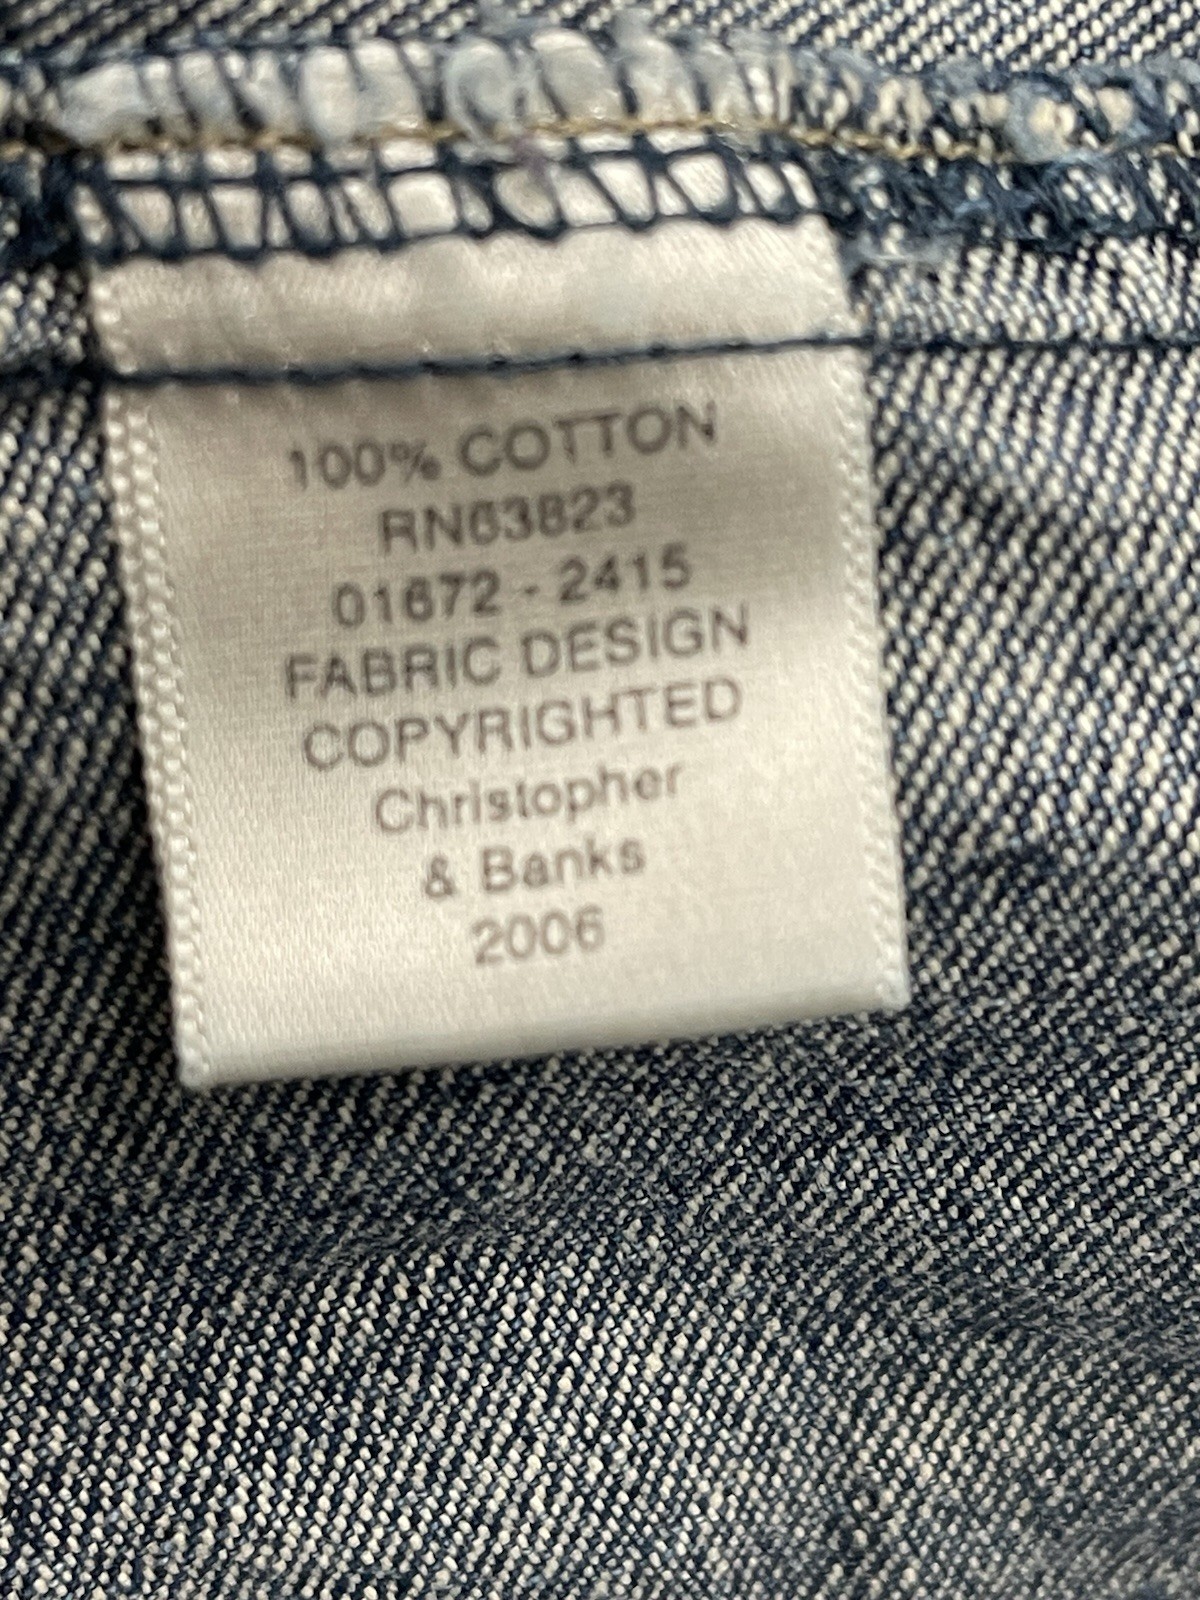 100% COTTON
RN63823
01672 - 2415
FABRIC DESIGN
COPYRIGHTED
Christopher
& Banks
2006